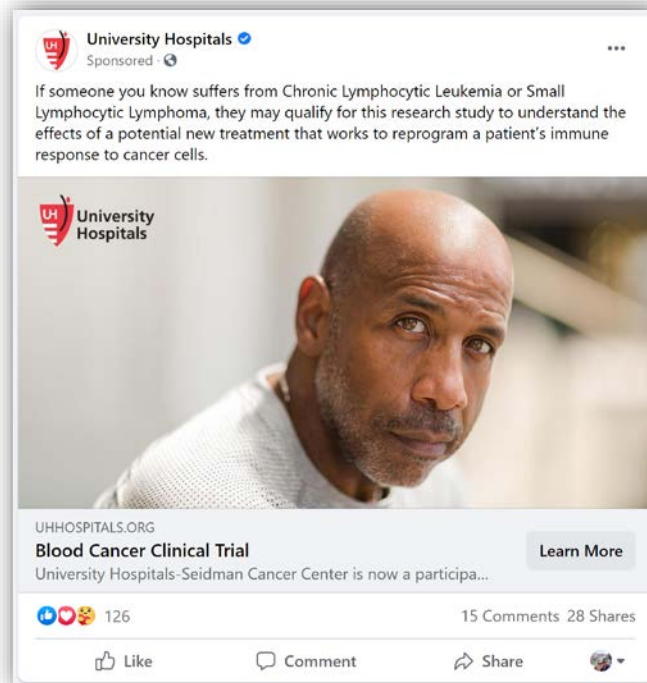 University Hospitals
Sponsored ·
If someone you know suffers from Chronic Lymphocytic Leukemia or Small
Lymphocytic Lymphoma, they may qualify for this research study to understand the
effects of a potential new treatment that works to reprogram a patient's immune
response to cancer cells.
UH University
Hospitals
UHHOSPITALS.ORG
Blood Cancer Clinical Trial
Learn More
University Hospitals-Seidman Cancer Center is now a participa...
126
15 Comments 28 Shares
Like
Comment
Share